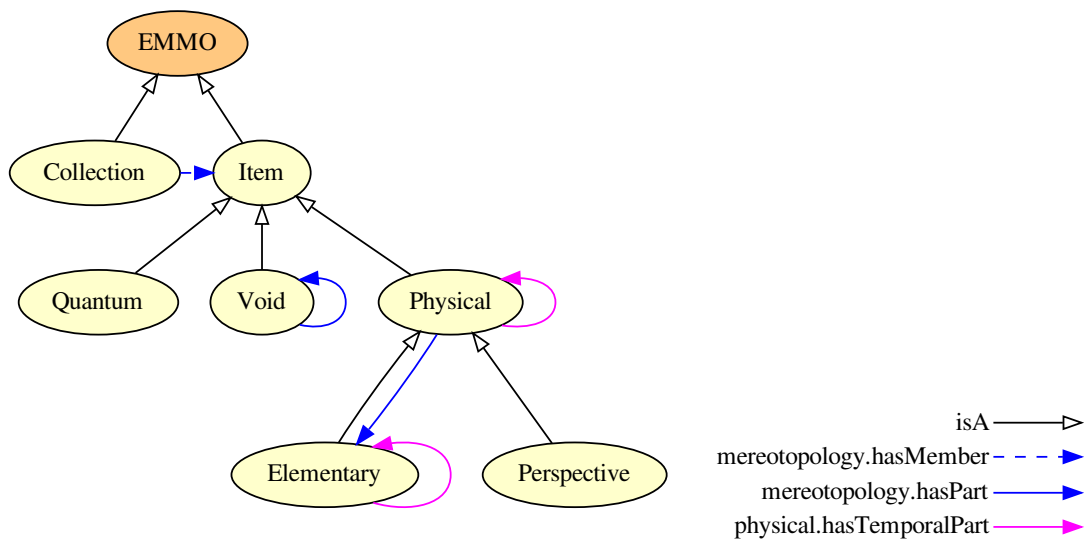 EMMO
Collection
Item
Quantum
Void
Physical
Elementary
Perspective
isA
mereotopology.hasMember
mereotopology.hasPart
physical.hasTemporalPart